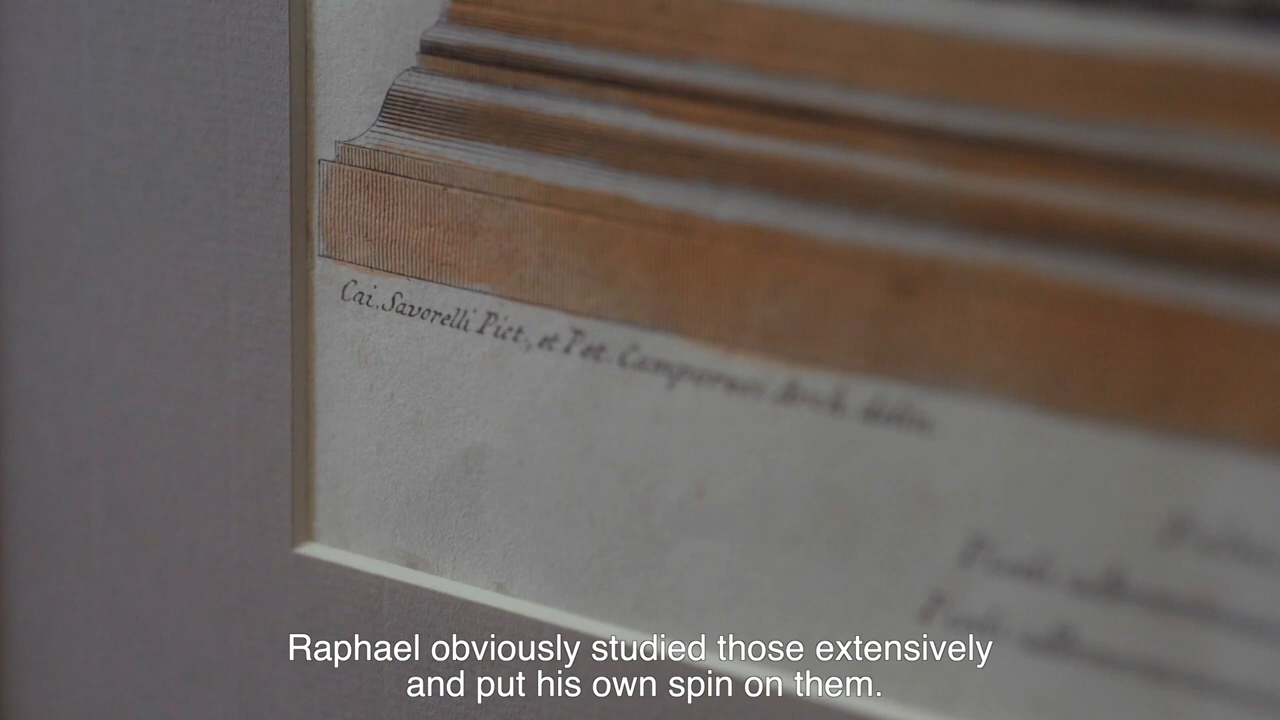 Cai. Savorelli Pict., et Pet. Camporesi Arch. delin.
Raphael obviously studied those extensively
and put his own spin on them.